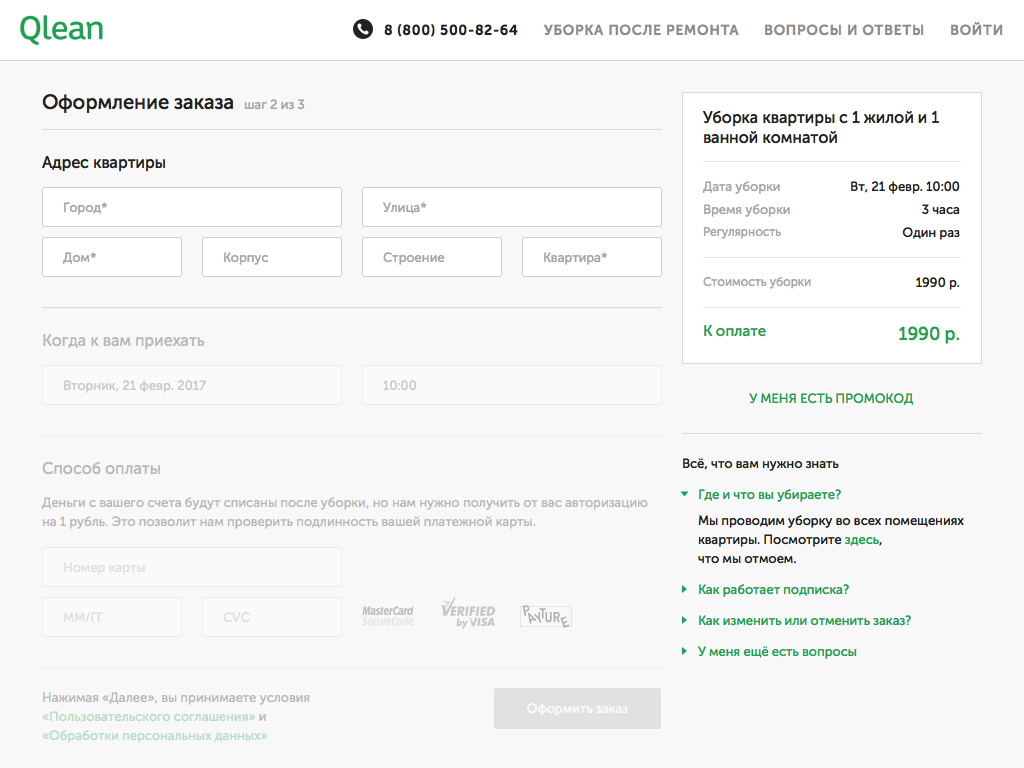 Qlean
8 (800) 500-82-64
УБОРКА ПОСЛЕ РЕМОНТА
ВОПРОСЫ И ОТВЕТЫ
ВОЙТИ
Оформление заказа шаг 2 из 3
Адрес квартиры
Город*
Улица*
Дом*
Корпус
Строение
Квартира*
Когда к вам приехать
Вторник, 21 февр. 2017
10:00
Способ оплаты
Деньги с вашего счета будут списаны после уборки, но нам нужно получить от вас авторизацию
на 1 рубль. Это позволит нам проверить подлинность вашей платежной карты.
Номер карты
ММ/ГГ
CVC
MasterCard
SecureCode
VERIFIED
by VISA
PAYTURE
Нажимая «Далее», вы принимаете условия
«Пользовательского соглашения» и
«Обработки персональных данных»
Оформить заказ
Уборка квартиры с 1 жилой и 1
ванной комнатой
Дата уборки Вт, 21 февр. 10:00
Время уборки 3 часа
Регулярность Один раз
Стоимость уборки 1990 р.
К оплате 1990 р.
У МЕНЯ ЕСТЬ ПРОМОКОД
Всё, что вам нужно знать
Где и что вы убираете?
Мы проводим уборку во всех помещениях
квартиры. Посмотрите здесь,
что мы отмоем.
Как работает подписка?
Как изменить или отменить заказ?
У меня ещё есть вопросы